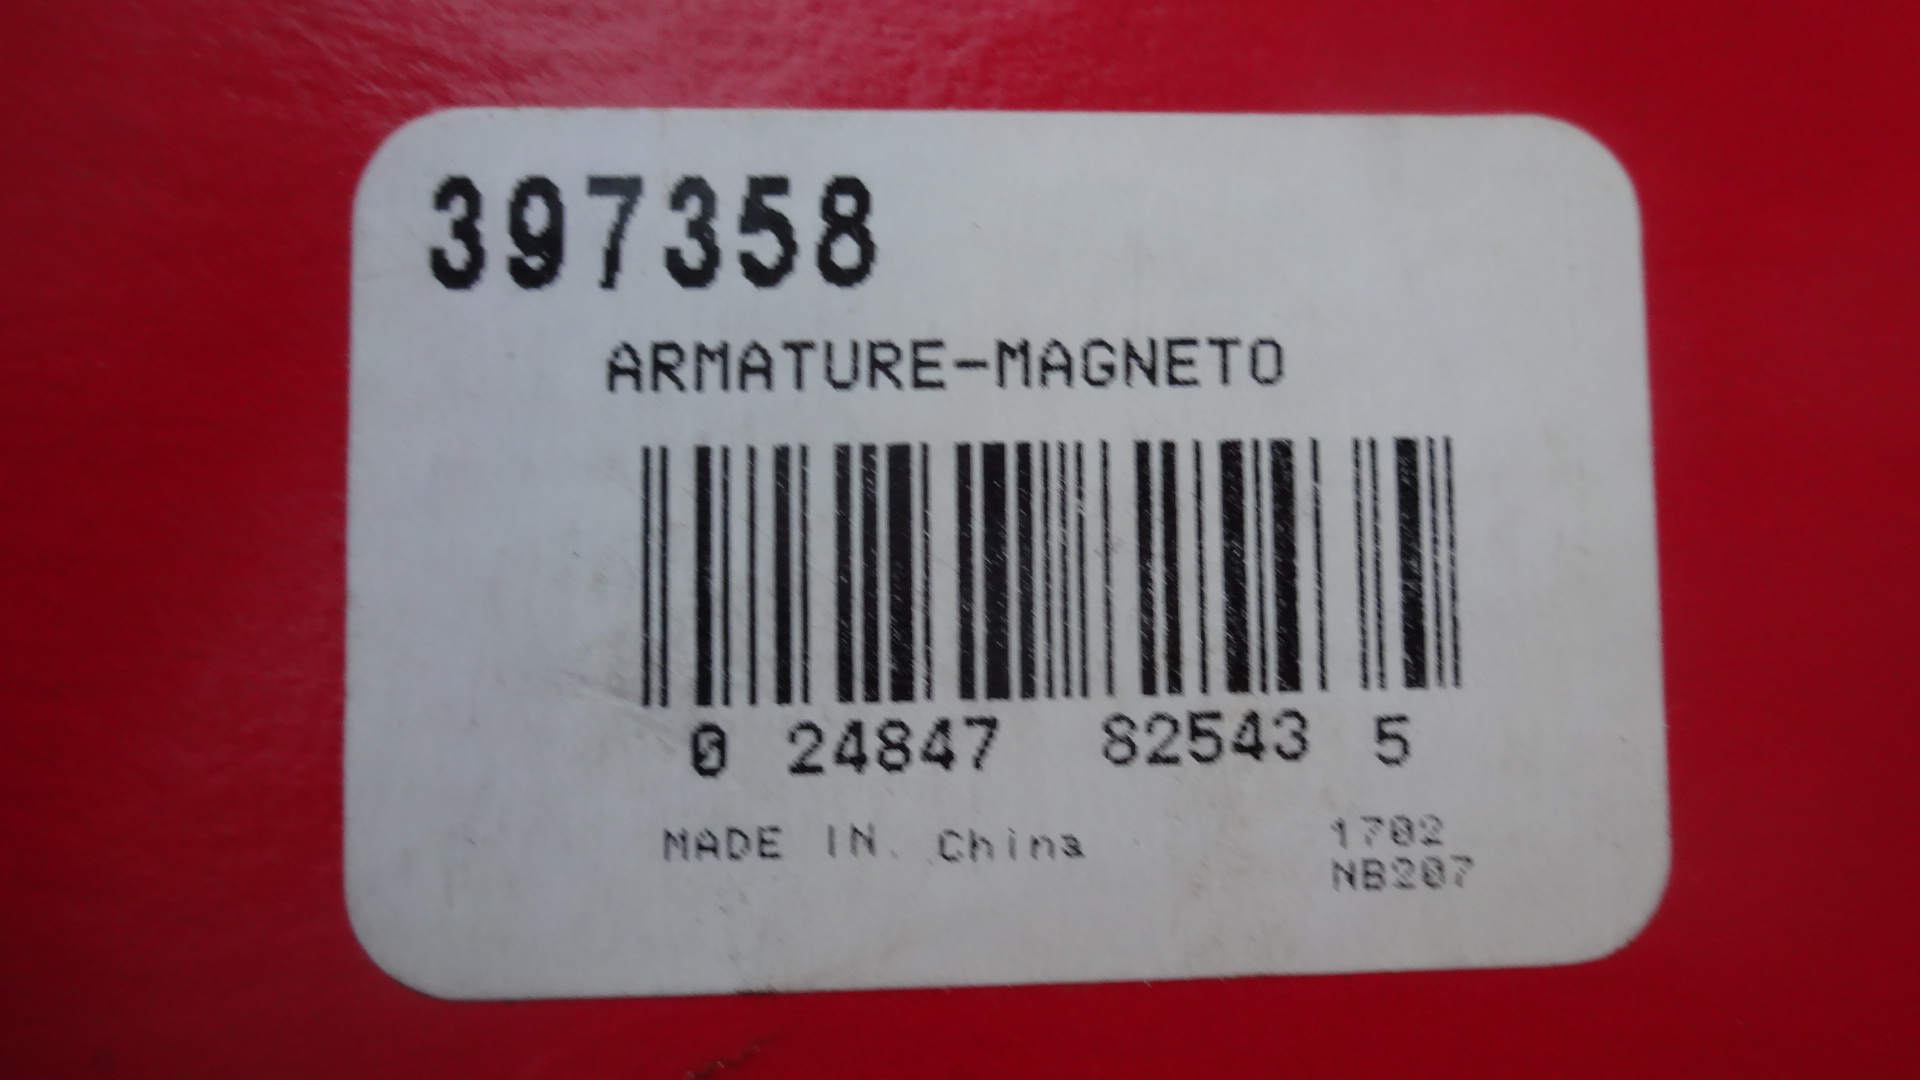 397358
ARMATURE-MAGNETO
0 24847 82543 5
MADE IN. China
1702
NB207